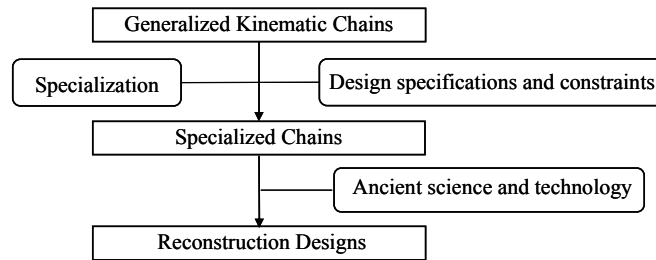 Generalized Kinematic Chains
Specialization
Design specifications and constraints
Specialized Chains
Ancient science and technology
Reconstruction Designs